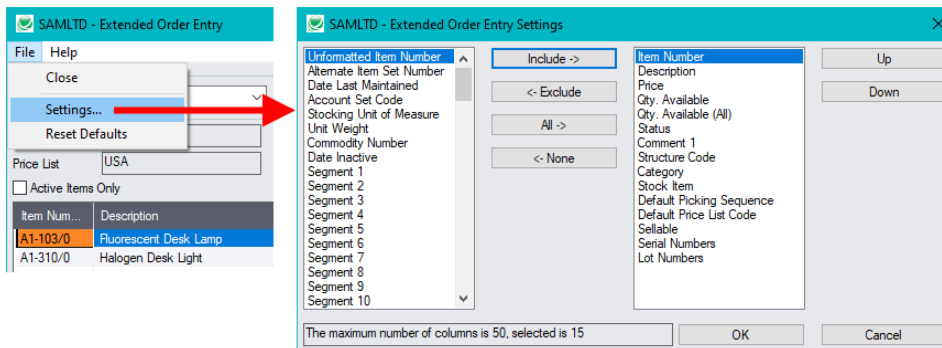 SAMLTD - Extended Order Entry
File Help
Close
Settings...
Reset Defaults
Price List USA
Active Items Only
Item Num... Description
A1-103/0 Fluorescent Desk Lamp
A1-310/0 Halogen Desk Light
SAMLTD - Extended Order Entry Settings
Unformatted Item Number
Alternate Item Set Number
Date Last Maintained
Account Set Code
Stocking Unit of Measure
Unit Weight
Commodity Number
Date Inactive
Segment 1
Segment 2
Segment 3
Segment 4
Segment 5
Segment 6
Segment 7
Segment 8
Segment 9
Segment 10
Include ->
<- Exclude
All ->
<- None
Item Number
Description
Price
Qty. Available
Qty. Available (All)
Status
Comment 1
Structure Code
Category
Stock Item
Default Picking Sequence
Default Price List Code
Sellable
Serial Numbers
Lot Numbers
Up
Down
The maximum number of columns is 50, selected is 15
OK
Cancel